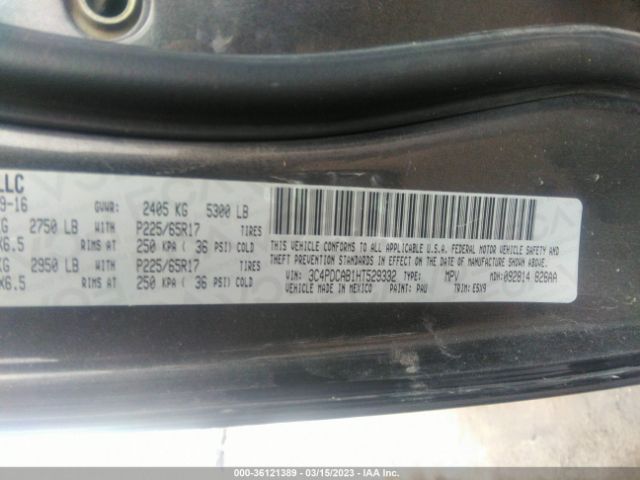 LLC
9-16 GVWR: 2405 KG 5300 LB
KG 2750 LB P225/65R17 TIRES
X6.5 RIMS AT 250 KPA ( 36 PSI) COLD
KG 2950 LB P225/65R17 TIRES
X6.5 RIMS AT 250 KPA ( 36 PSI) COLD
THIS VEHICLE CONFORMS TO ALL APPLICABLE U.S.A. FEDERAL MOTOR VEHICLE SAFETY AND
THEFT PREVENTION STANDARDS IN EFFECT ON THE DATE OF MANUFACTURE SHOWN ABOVE.
VIN: 3C4PDCAB1HT529332 TYPE: MPV MDH:092814 826AA
VEHICLE MADE IN MEXICO PAINT: PAU TRIM: E5X9
000-36121389 - 03/15/2023 - IAA Inc.